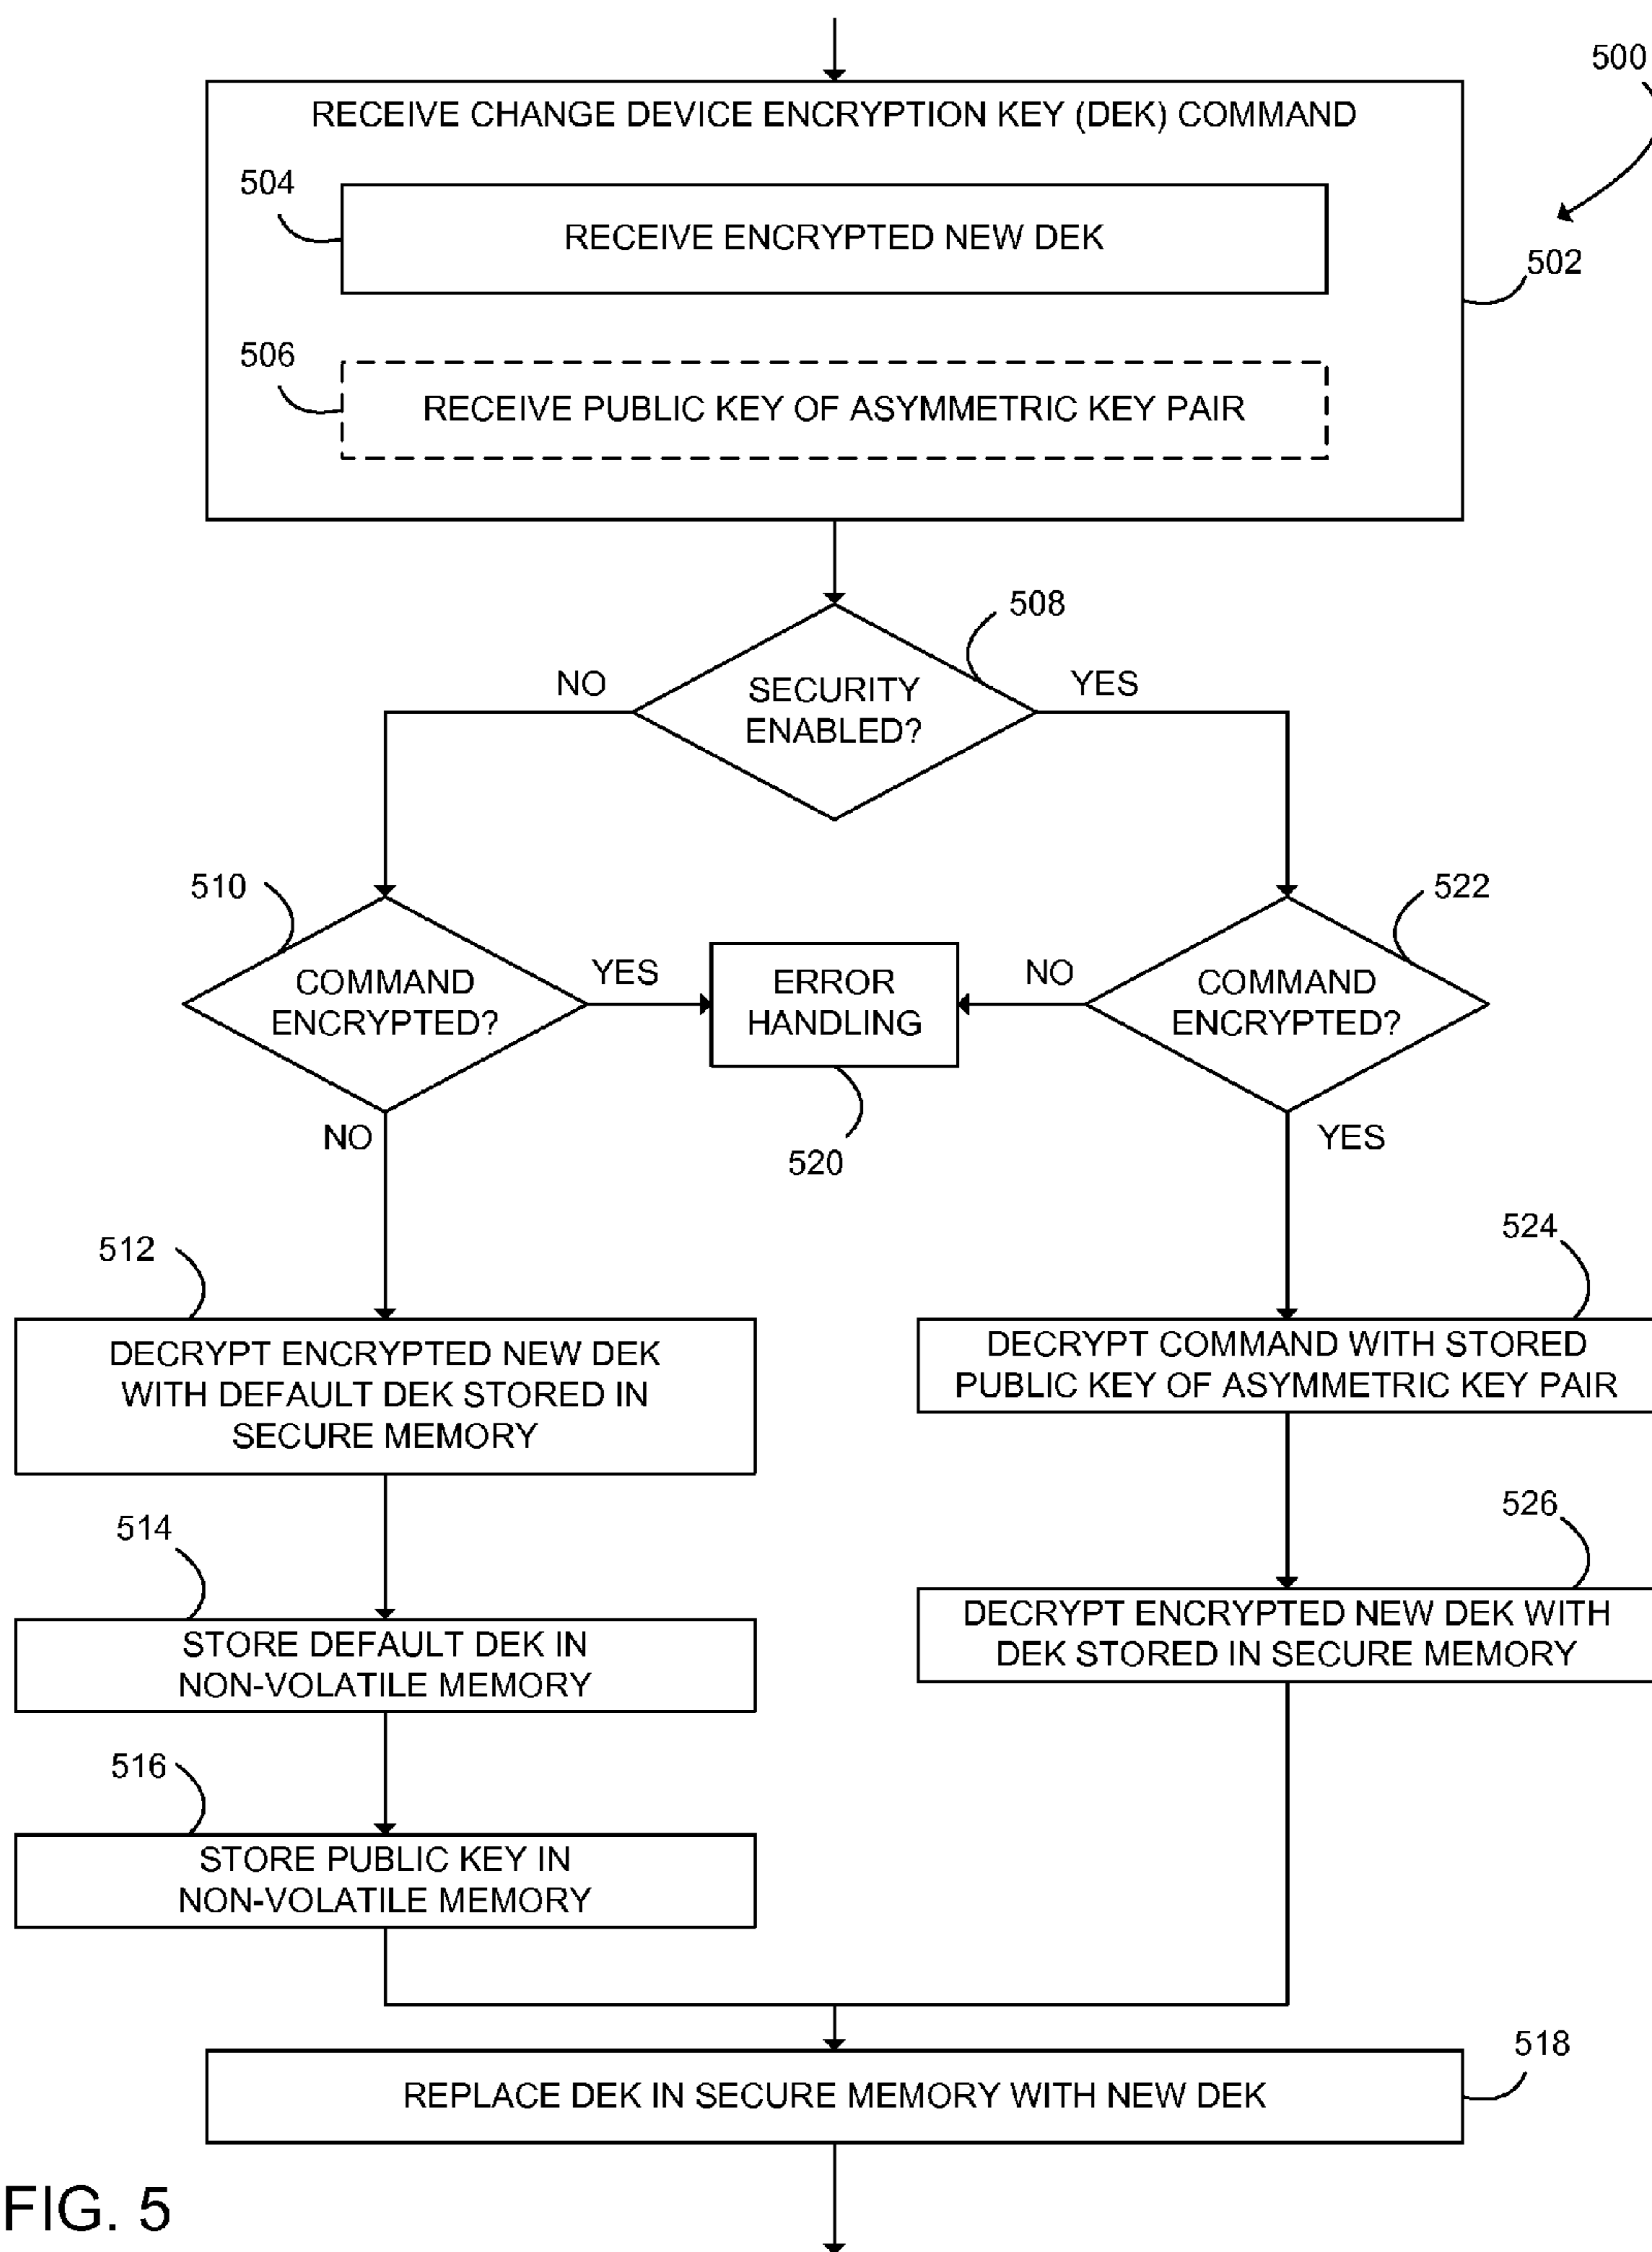 500
RECEIVE CHANGE DEVICE ENCRYPTION KEY (DEK) COMMAND
504
RECEIVE ENCRYPTED NEW DEK
502
506
RECEIVE PUBLIC KEY OF ASYMMETRIC KEY PAIR
508
NO
SECURITY
ENABLED?
YES
510
COMMAND
ENCRYPTED?
YES
ERROR
HANDLING
NO
522
COMMAND
ENCRYPTED?
NO
520
YES
512
DECRYPT ENCRYPTED NEW DEK
WITH DEFAULT DEK STORED IN
SECURE MEMORY
524
DECRYPT COMMAND WITH STORED
PUBLIC KEY OF ASYMMETRIC KEY PAIR
514
STORE DEFAULT DEK IN
NON-VOLATILE MEMORY
526
DECRYPT ENCRYPTED NEW DEK WITH
DEK STORED IN SECURE MEMORY
516
STORE PUBLIC KEY IN
NON-VOLATILE MEMORY
518
REPLACE DEK IN SECURE MEMORY WITH NEW DEK
FIG. 5